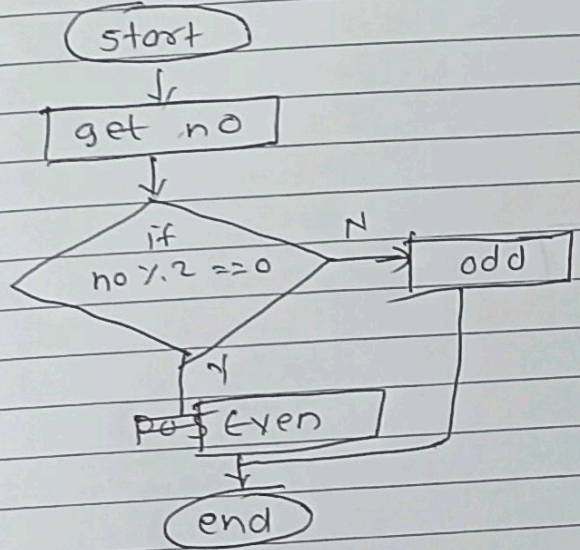 start
get no
if
N
no %. 2 == 0
odd
Y
Even
end